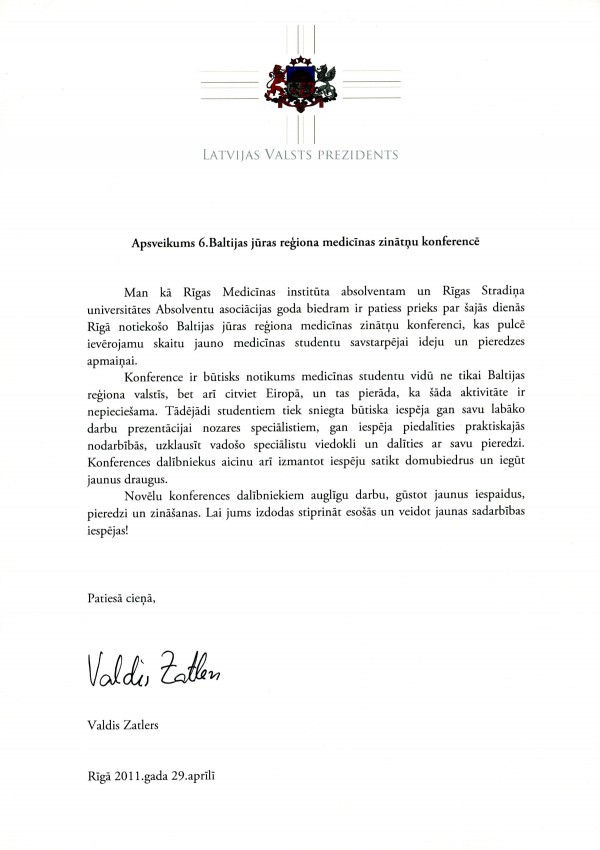 LATVIJAS VALSTS PREZIDENTS
Apsveikums 6.Baltijas jūras reģiona medicīnas zinātņu konferencē
Man kā Rīgas Medicīnas institūta absolventam un Rīgas Stradiņa
universitātes Absolventu asociācijas goda biedram ir patiess prieks par šajās dienās
Rīgā notiekošo Baltijas jūras reģiona medicīnas zinātņu konferenci, kas pulcē
ievērojamu skaitu jauno medicīnas studentu savstarpējai ideju un pieredzes
apmaiņai.
Konference ir būtisks notikums medicīnas studentu vidū ne tikai Baltijas
reģiona valstīs, bet arī citviet Eiropā, un tas pierāda, ka šāda aktivitāte ir
nepieciešama. Tādējādi studentiem tiek sniegta būtiska iespēja gan savu labāko
darbu prezentācijai nozares speciālistiem, gan iespēja piedalīties praktiskajās
nodarbībās, uzklausīt vadošo speciālistu viedokli un dalīties ar savu pieredzi.
Konferences dalībniekus aicinu arī izmantot iespēju satikt domubiedrus un iegūt
jaunus draugus.
Novēlu konferences dalībniekiem auglīgu darbu, gūstot jaunus iespaidus,
pieredzi un zināšanas. Lai jums izdodas stiprināt esošās un veidot jaunas sadarbības
iespējas!
Patiesā cieņā,
Valdis Zatlers
Valdis Zatlers
Rīgā 2011.gada 29.aprīlī